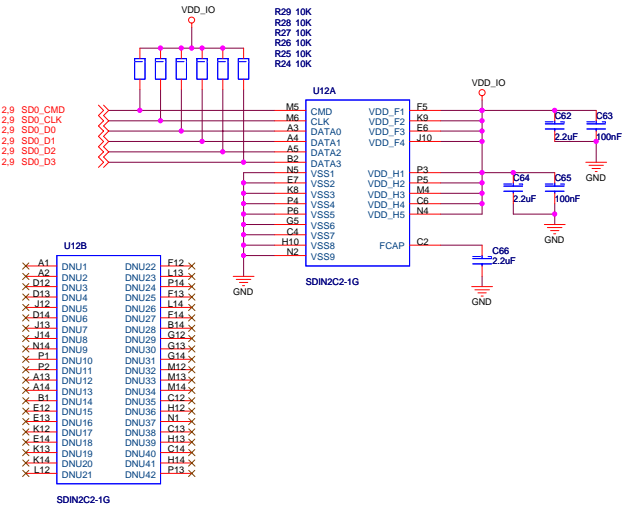 VDD_IO
R29 10K
R28 10K
R27 10K
R26 10K
R25 10K
R24 10K
U12A
VDD_IO
2,9 SD0_CMD
2,9 SD0_CLK
2,9 SD0_D0
2,9 SD0_D1
2,9 SD0_D2
2,9 SD0_D3
M5 CMD VDD_F1 F5
M6 CLK VDD_F2 K9
A3 DATA0 VDD_F3 E6
A4 DATA1 VDD_F4 J10
A5 DATA2
B2 DATA3
N5 VSS1 VDD_H1 P3
E7 VSS2 VDD_H2 P5
K8 VSS3 VDD_H3 M4
P4 VSS4 VDD_H4 C6
P6 VSS5 VDD_H5 N4
G5 VSS6
C4 VSS7
H10 VSS8 FCAP C2
N2 VSS9
C62
2.2uF
C63
100nF
GND
C64
2.2uF
C65
100nF
GND
C66
2.2uF
GND
GND
SDIN2C2-1G
U12B
A1 DNU1 DNU22 F12
A2 DNU2 DNU23 L13
D12 DNU3 DNU24 P14
D13 DNU4 DNU25 F13
J12 DNU5 DNU26 L14
D14 DNU6 DNU27 F14
J13 DNU7 DNU28 B14
J14 DNU8 DNU29 G12
N14 DNU9 DNU30 G13
P1 DNU10 DNU31 G14
P2 DNU11 DNU32 M12
A13 DNU12 DNU33 M13
A14 DNU13 DNU34 M14
B1 DNU14 DNU35 C12
E12 DNU15 DNU36 H12
E13 DNU16 DNU37 N1
K12 DNU17 DNU38 C13
E14 DNU18 DNU39 H13
K13 DNU19 DNU40 C14
K14 DNU20 DNU41 H14
L12 DNU21 DNU42 P13
SDIN2C2-1G